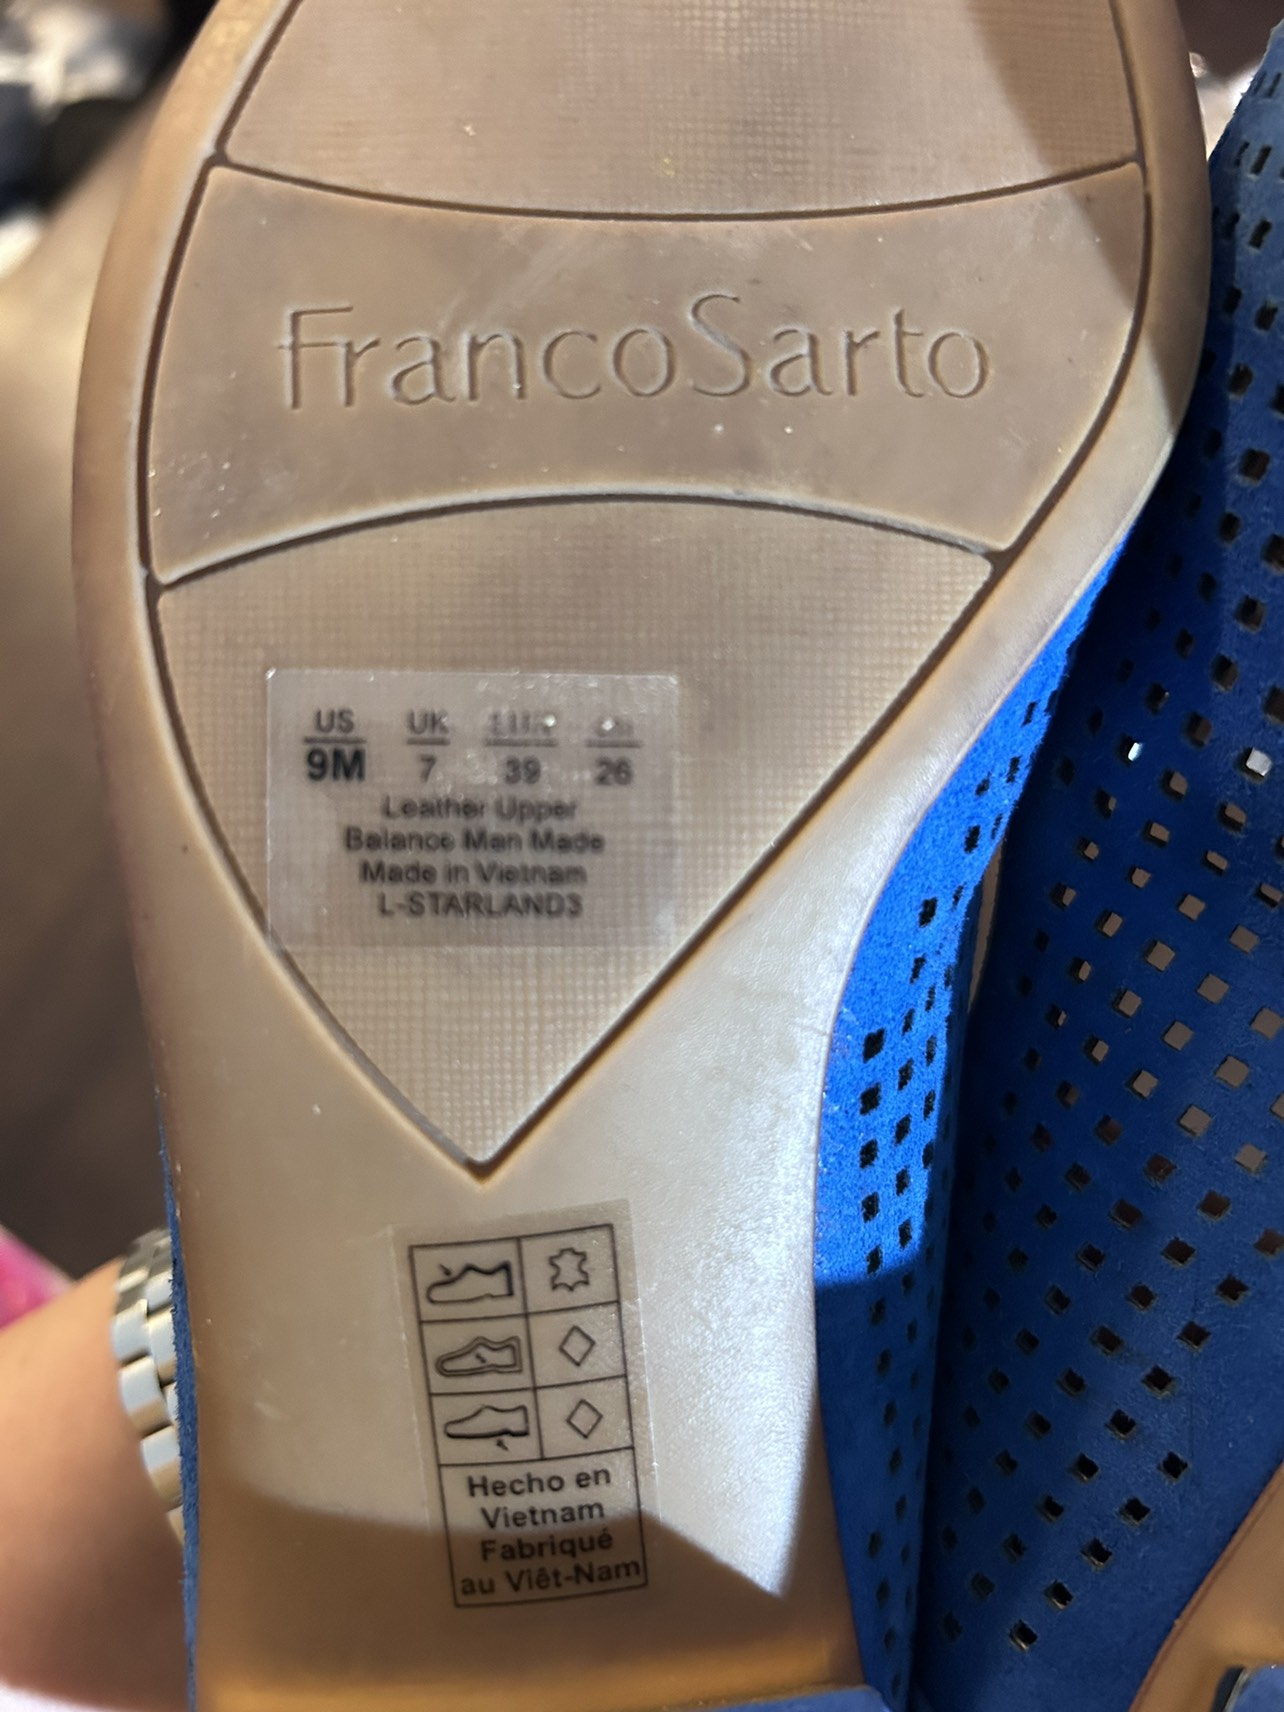 FrancoSarto
US UK
9M 7 39 26
Leather Upper
Balance Man Made
Made in Vietnam
L-STARLAND3
Hecho en
Vietnam
Fabriqué
au Viêt-Nam